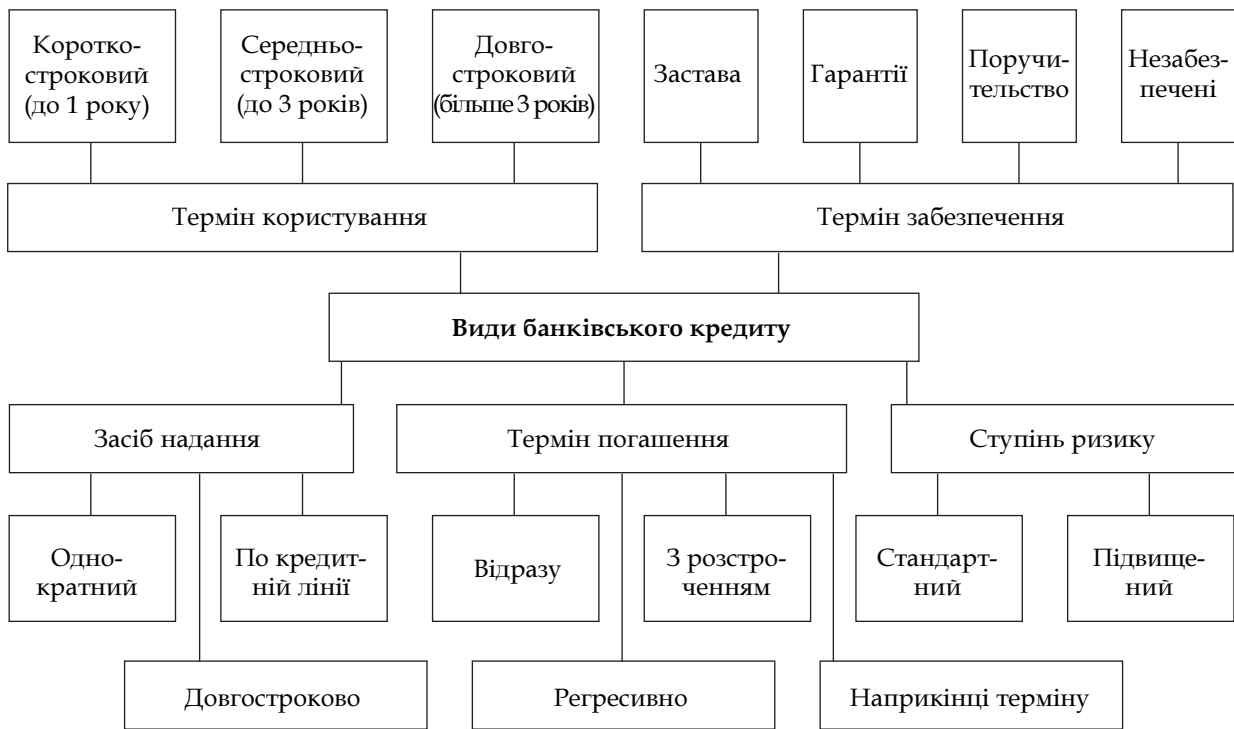 Коротко-
строковий
(до 1 року)
Середньо-
строковий
(до 3 років)
Довго-
строковий
(більше 3 років)
Застава
Гарантії
Поручи-
тельство
Незабез-
печені
Термін користування
Термін забезпечення
Види банківського кредиту
Засіб надання
Термін погашення
Ступінь ризику
Одно-
кратний
По кредит-
ній лінії
Відразу
З розстро-
ченням
Стандарт-
ний
Підвище-
ний
Довгостроково
Регресивно
Наприкінці терміну